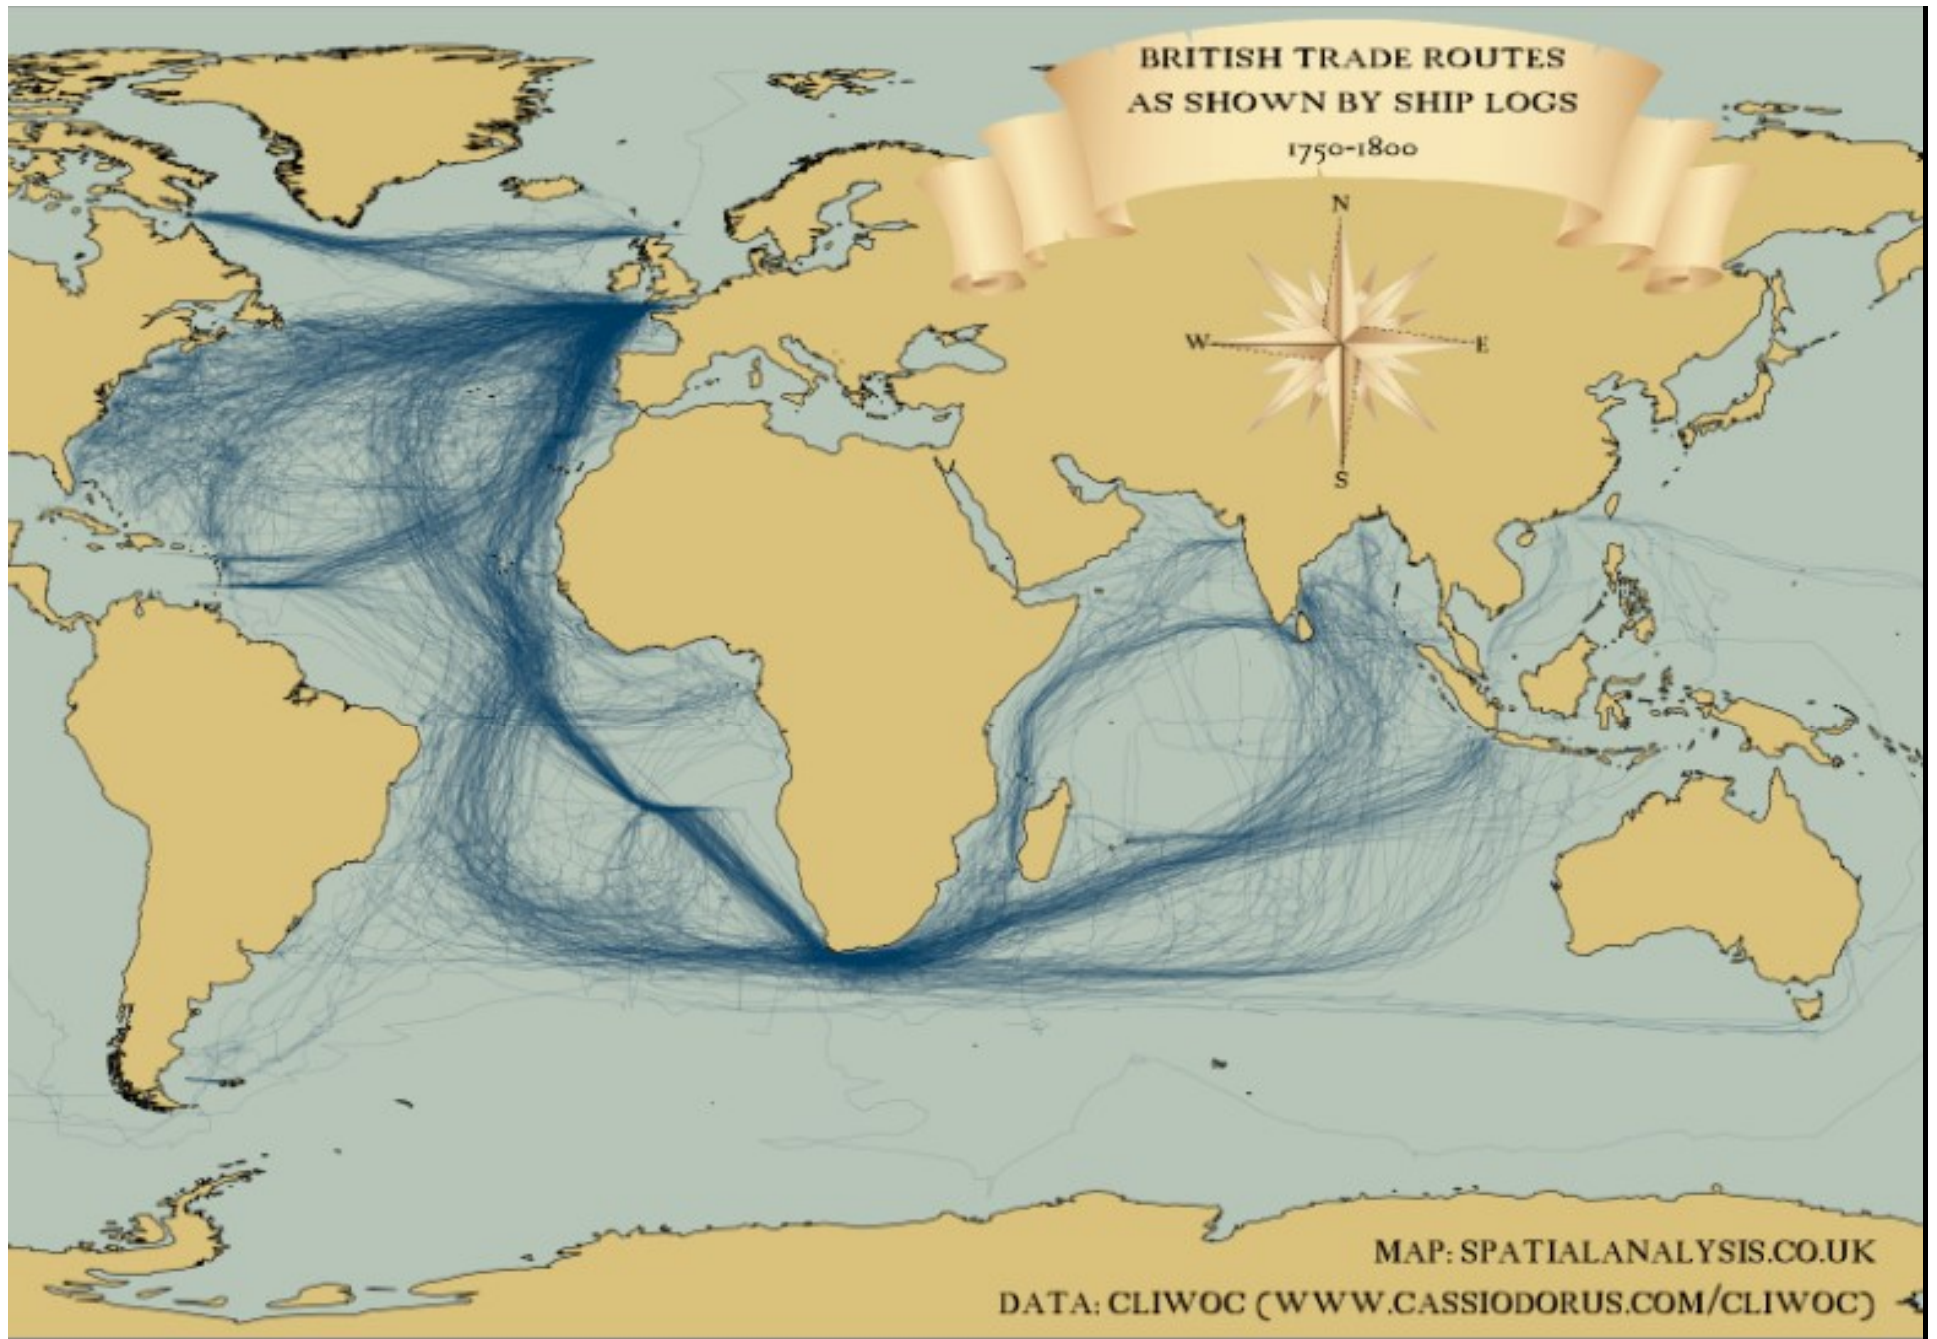 BRITISH TRADE ROUTES
AS SHOWN BY SHIP LOGS
1750-1800
N
W
E
S
MAP: SPATIALANALYSIS.CO.UK
DATA: CLIWOC (WWW.CASSIODORUS.COM/CLIWOC)